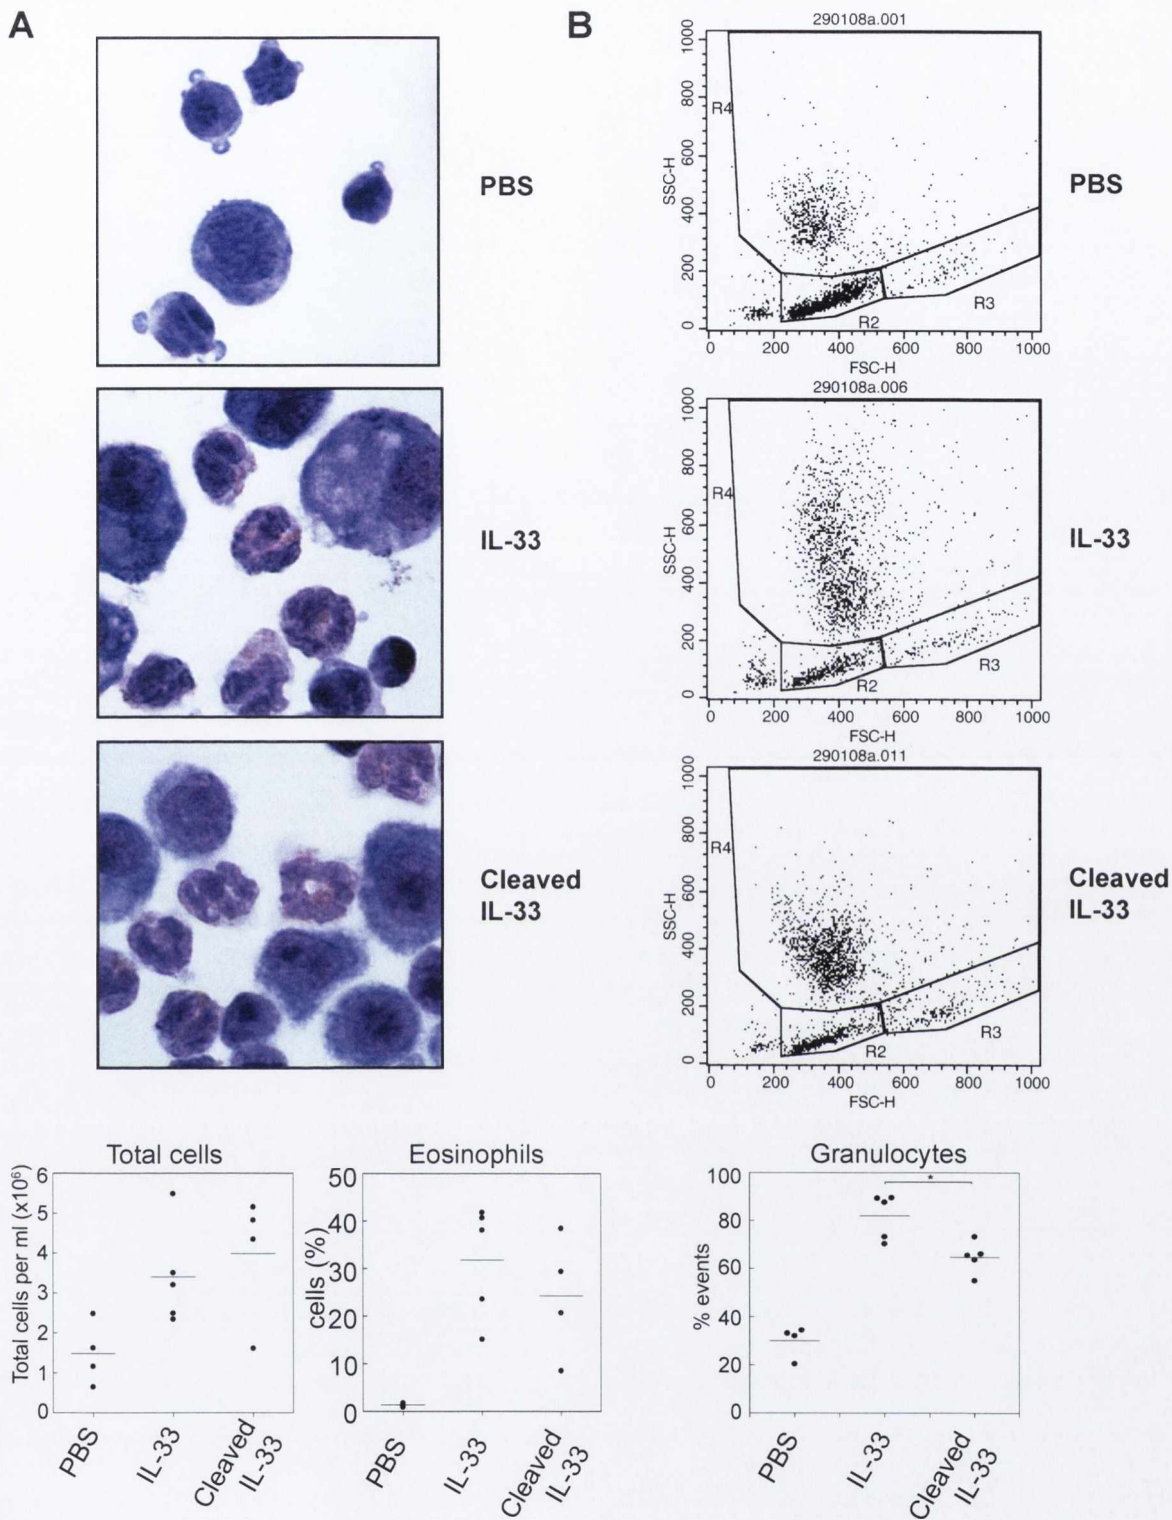 A
PBS
IL-33
Cleaved
IL-33
B
290108a.001
SSC-H
1000
800
600
400
200
0
R4
R2
R3
0 200 400 600 800 1000
FSC-H
PBS
290108a.006
SSC-H
1000
800
600
400
200
0
R4
R2
R3
0 200 400 600 800 1000
FSC-H
IL-33
290108a.011
SSC-H
1000
800
600
400
200
0
R4
R2
R3
0 200 400 600 800 1000
FSC-H
Cleaved
IL-33
Total cells
Total cells per ml (x10⁶)
6
5
4
3
2
1
0
PBS
IL-33
Cleaved
IL-33
Eosinophils
cells (%)
50
40
30
20
10
0
PBS
IL-33
Cleaved
IL-33
Granulocytes
% events
100
80
60
40
20
0
*
PBS
IL-33
Cleaved
IL-33